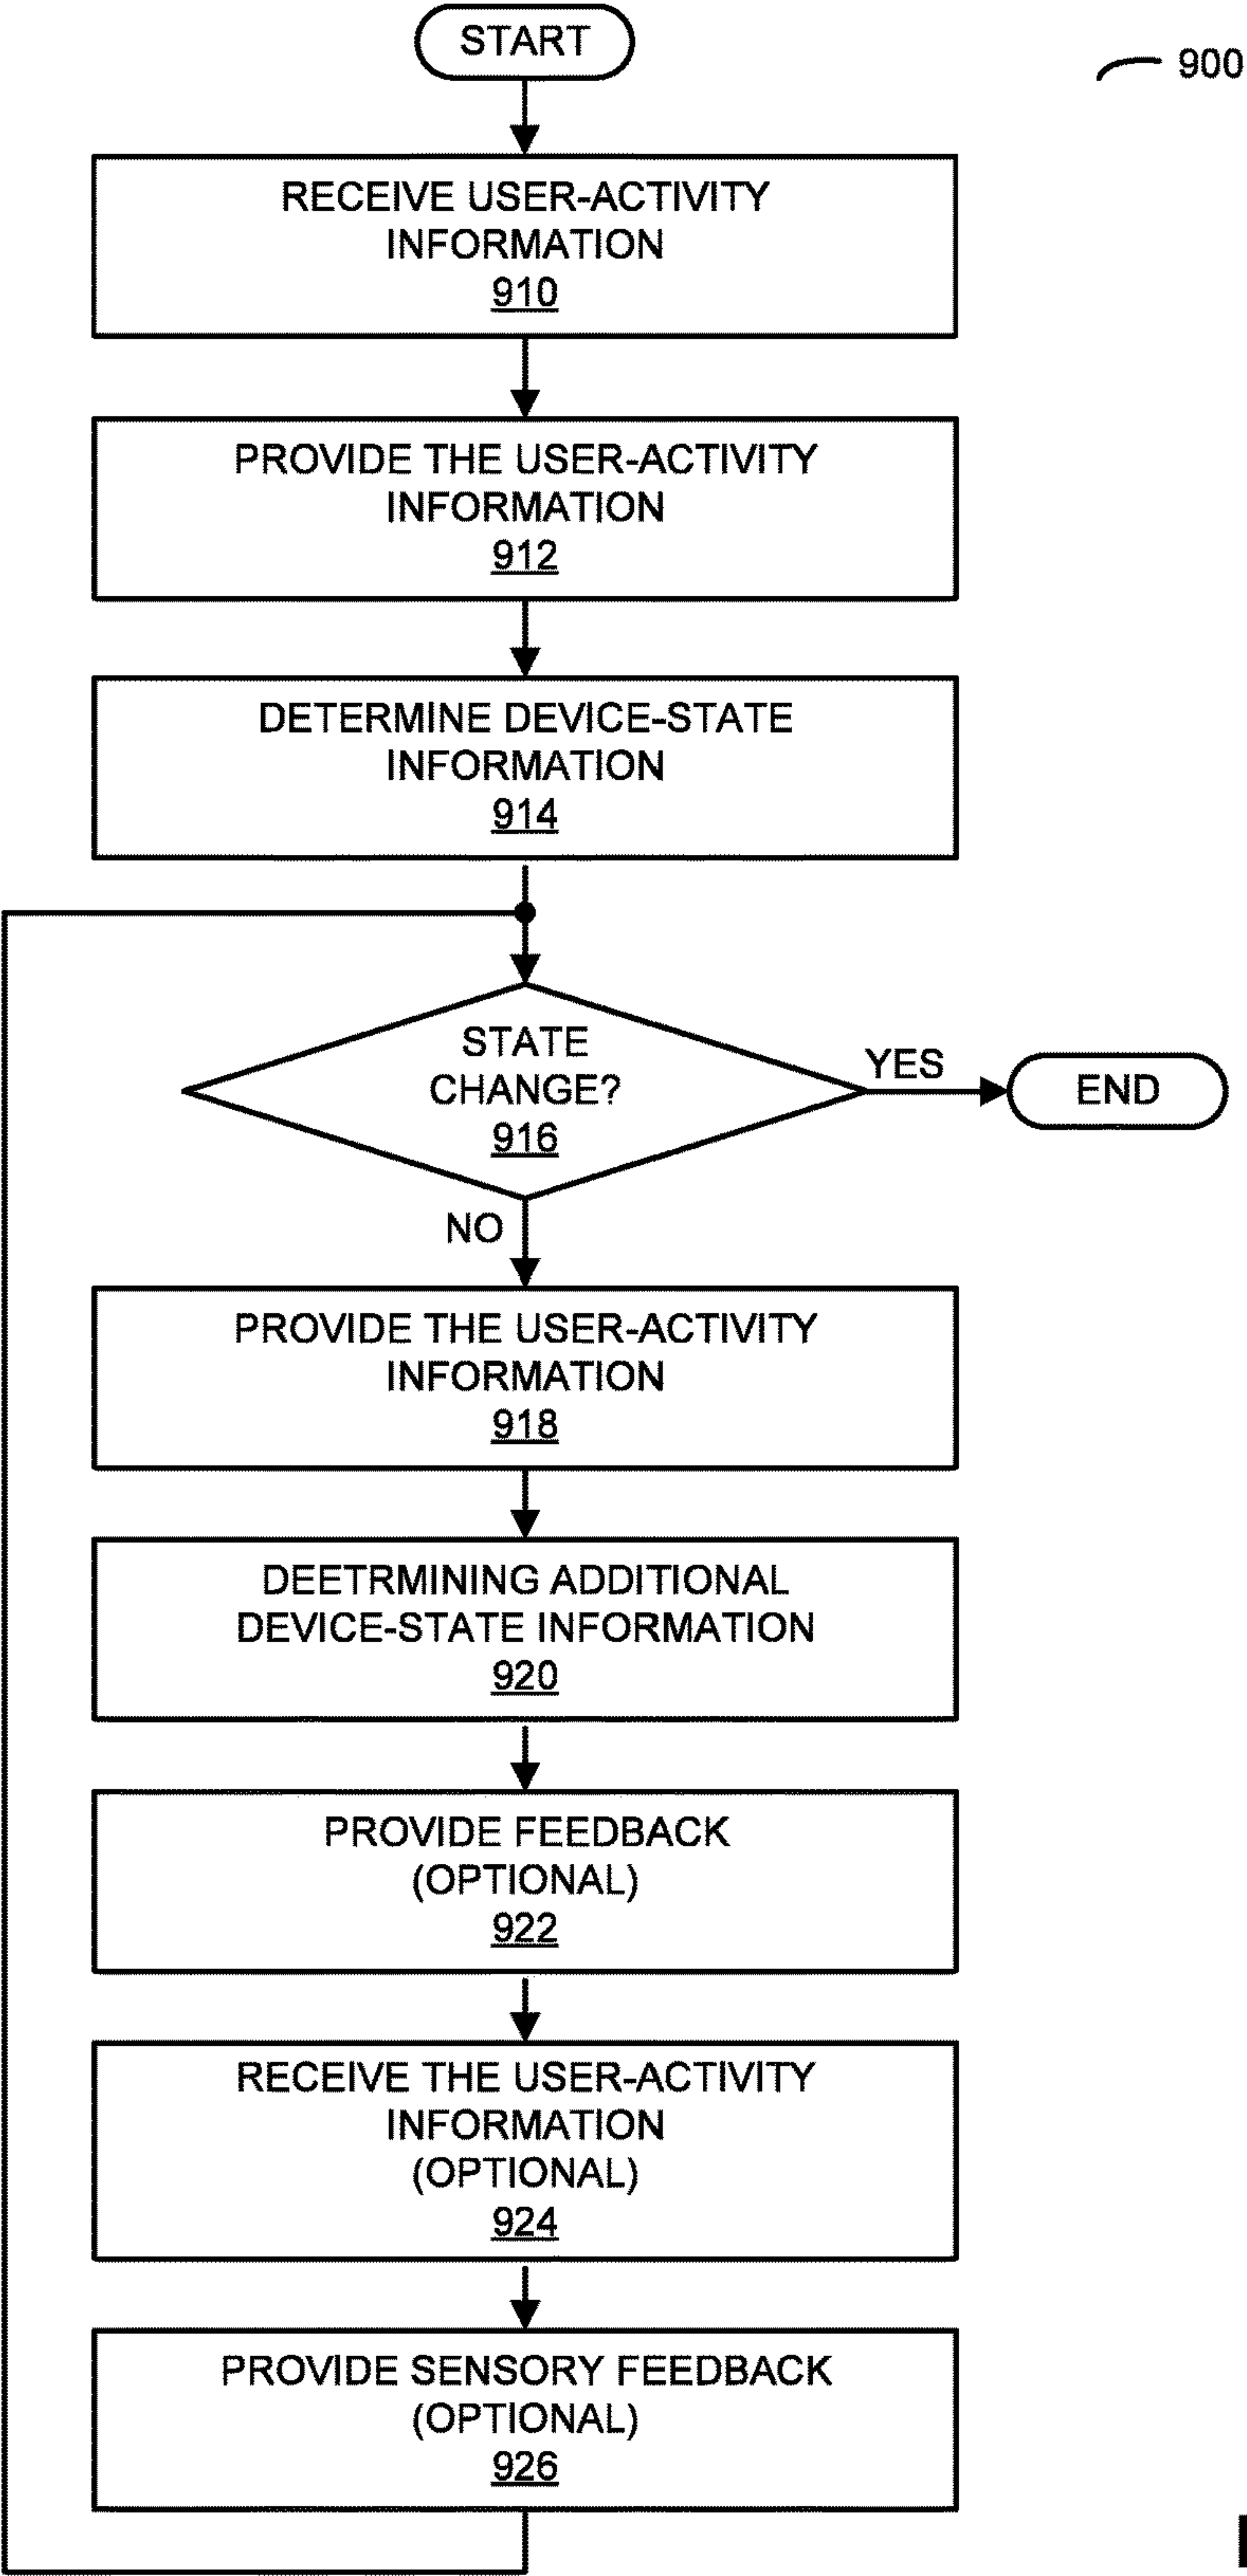 START
900
RECEIVE USER-ACTIVITY
INFORMATION
910
PROVIDE THE USER-ACTIVITY
INFORMATION
912
DETERMINE DEVICE-STATE
INFORMATION
914
STATE
CHANGE?
916
YES
END
NO
PROVIDE THE USER-ACTIVITY
INFORMATION
918
DEETRMINING ADDITIONAL
DEVICE-STATE INFORMATION
920
PROVIDE FEEDBACK
(OPTIONAL)
922
RECEIVE THE USER-ACTIVITY
INFORMATION
(OPTIONAL)
924
PROVIDE SENSORY FEEDBACK
(OPTIONAL)
926